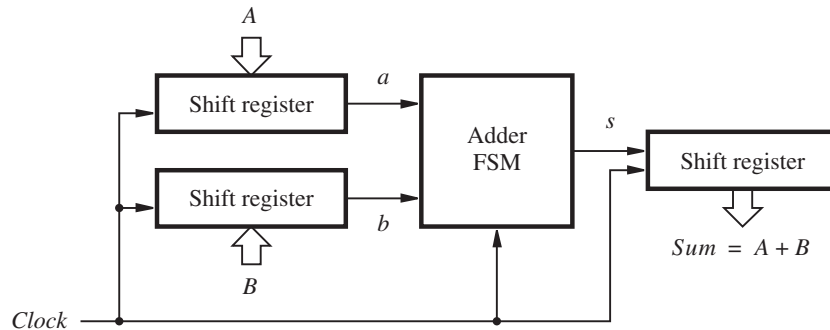 A
Shift register
a
Adder
FSM
s
Shift register
Shift register
b
Sum = A + B
B
Clock